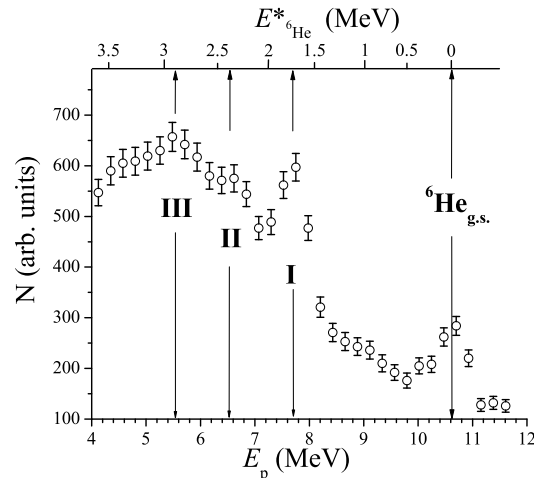 E*₆He (MeV)
3.5 3 2.5 2 1.5 1 0.5 0
N (arb. units)
700
600
500
400
300
200
100
III
II
I
⁶Heg.s.
4 5 6 7 8 9 10 11 12
Eₚ (MeV)